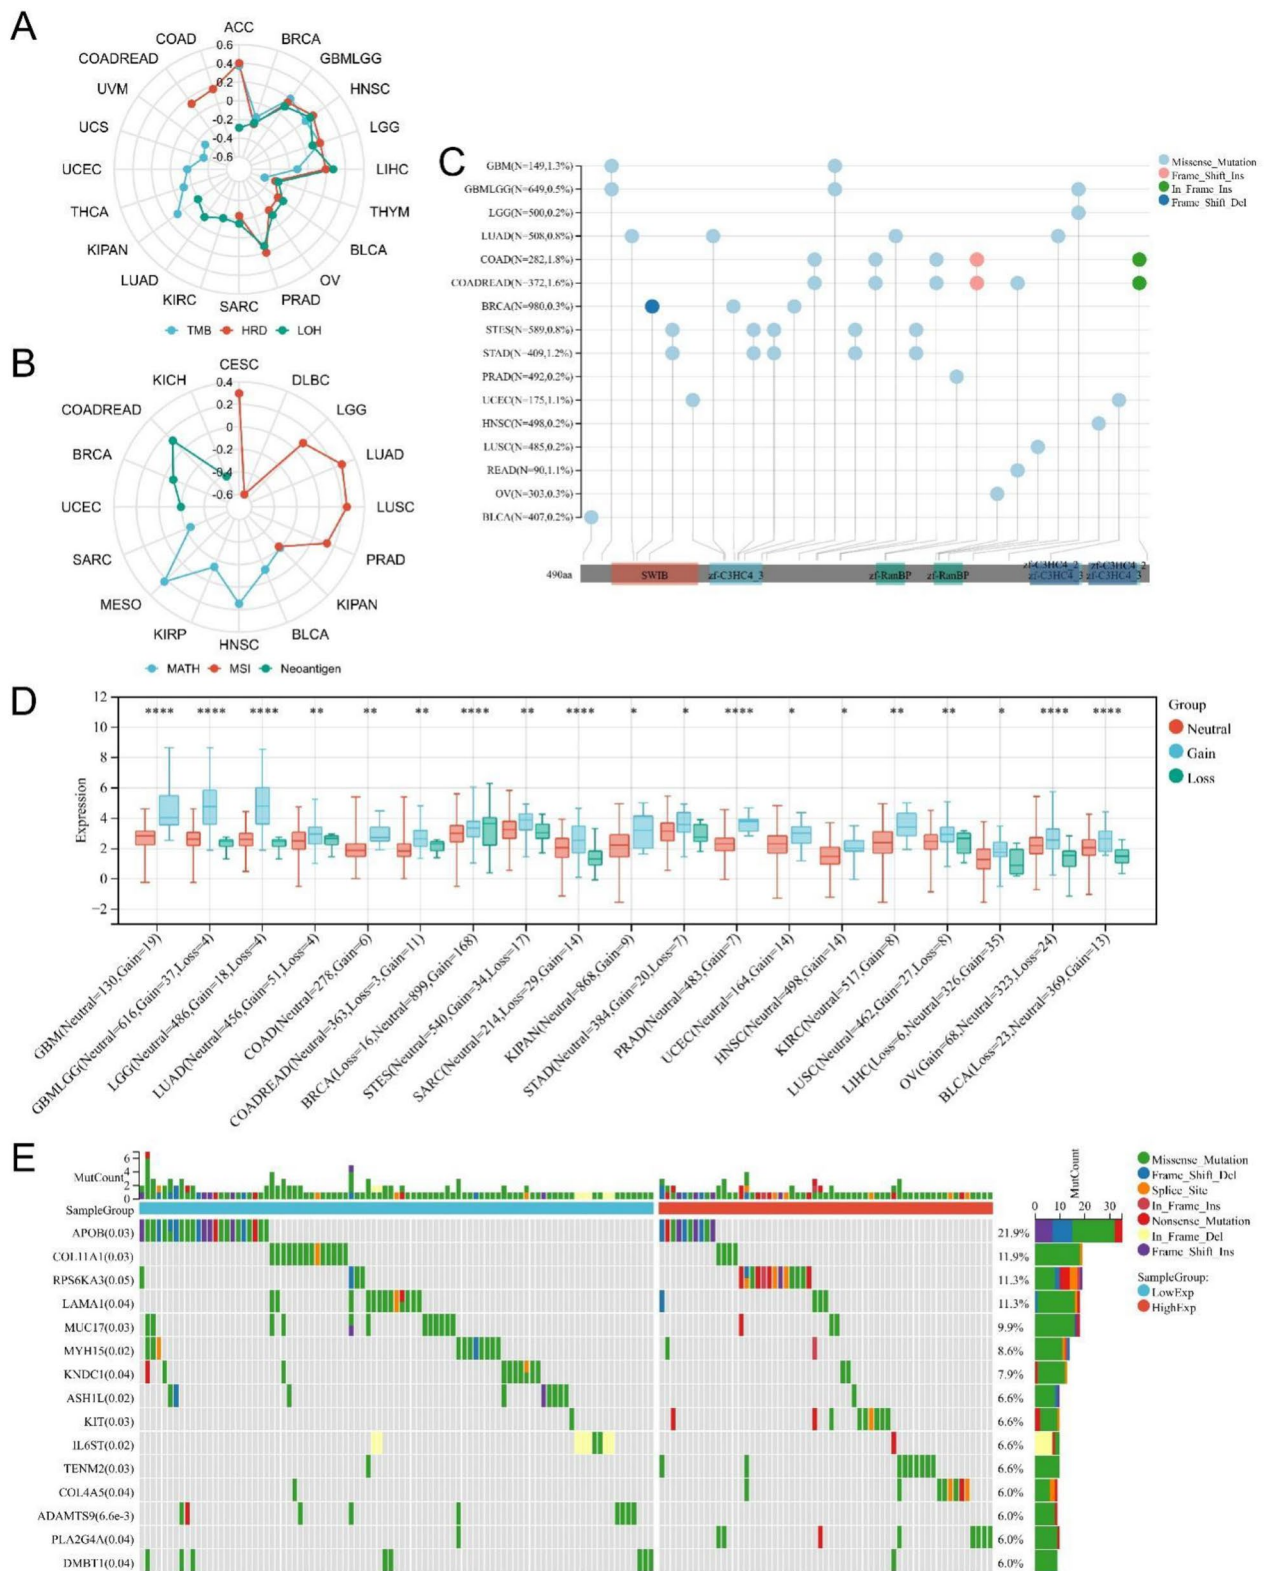 A
ACC
BRCA
GBMLGG
HNSC
LGG
LIHC
THYM
BLCA
OV
PRAD
SARC
KIRC
LUAD
KIPAN
THCA
UCEC
UCS
UVM
COADREAD
COAD
0.6
0.4
0.2
0
-0.2
-0.4
-0.6
TMB HRD LOH
B
CESC
DLBC
LGG
LUAD
LUSC
PRAD
KIPAN
BLCA
HNSC
KIRP
MESO
SARC
UCEC
BRCA
COADREAD
KICH
0.4
0.2
0
-0.2
-0.4
-0.6
MATH MSI Neoantigen
C
GBM(N=149,1.3%)
GBMLGG(N=649,0.5%)
LGG(N=500,0.2%)
LUAD(N=508,0.8%)
COAD(N=282,1.8%)
COADREAD(N=372,1.6%)
BRCA(N=980,0.3%)
STES(N=589,0.8%)
STAD(N=409,1.2%)
PRAD(N=492,0.2%)
UCEC(N=175,1.1%)
HNSC(N=498,0.2%)
LUSC(N=485,0.2%)
READ(N=90,1.1%)
OV(N=303,0.3%)
BLCA(N=407,0.2%)
Missense_Mutation
Frame_Shift_Ins
In_Frame_Ins
Frame_Shift_Del
490aa
SWIB
zf-C3HC4_3
zf-RanBP
zf-RanBP
zf-C3HC4_2
zf-C3HC4_3
zf-C3HC4_2
zf-C3HC4_3
D
Expression
12
10
8
6
4
2
0
−2
**** **** **** ** ** ** **** ** **** * * **** * * ** ** * **** ****
Group
Neutral
Gain
Loss
GBM(Neutral=130,Gain=19)
GBMLGG(Neutral=616,Gain=37,Loss=4)
LGG(Neutral=486,Gain=18,Loss=4)
LUAD(Neutral=456,Gain=51,Loss=4)
COAD(Neutral=278,Gain=6)
COADREAD(Neutral=363,Loss=3,Gain=11)
BRCA(Loss=16,Neutral=899,Gain=168)
STES(Neutral=540,Gain=34,Loss=17)
SARC(Neutral=214,Loss=29,Gain=14)
KIPAN(Neutral=868,Gain=9)
STAD(Neutral=384,Gain=20,Loss=7)
PRAD(Neutral=483,Gain=7)
UCEC(Neutral=164,Gain=14)
HNSC(Neutral=498,Gain=14)
KIRC(Neutral=517,Gain=8)
LUSC(Neutral=462,Gain=27,Loss=8)
LIHC(Loss=6,Neutral=326,Gain=35)
OV(Gain=68,Neutral=323,Loss=24)
BLCA(Loss=23,Neutral=369,Gain=13)
E
6
4
2
0
MutCount
SampleGroup
APOB(0.03) 21.9%
COL11A1(0.03) 11.9%
RPS6KA3(0.05) 11.3%
LAMA1(0.04) 11.3%
MUC17(0.03) 9.9%
MYH15(0.02) 8.6%
KNDC1(0.04) 7.9%
ASH1L(0.02) 6.6%
KIT(0.03) 6.6%
IL6ST(0.02) 6.6%
TENM2(0.03) 6.6%
COL4A5(0.04) 6.0%
ADAMTS9(6.6e-3) 6.0%
PLA2G4A(0.04) 6.0%
DMBT1(0.04) 6.0%
MutCount
0 10 20 30
Missense_Mutation
Frame_Shift_Del
Splice_Site
In_Frame_Ins
Nonsense_Mutation
In_Frame_Del
Frame_Shift_Ins
SampleGroup:
LowExp
HighExp